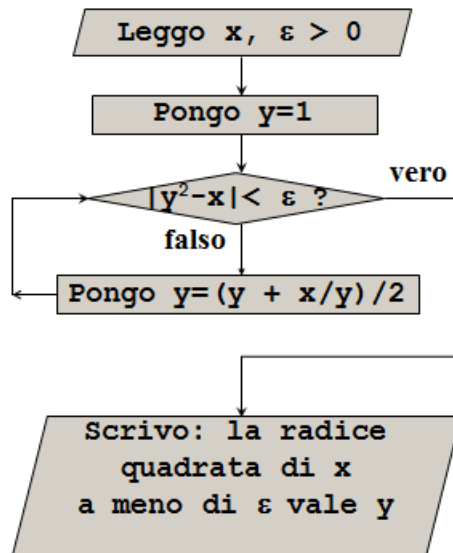 Leggo x, ε > 0
Pongo y=1
vero
|y²-x|< ε ?
falso
Pongo y=(y + x/y)/2
Scrivo: la radice
quadrata di x
a meno di ε vale y